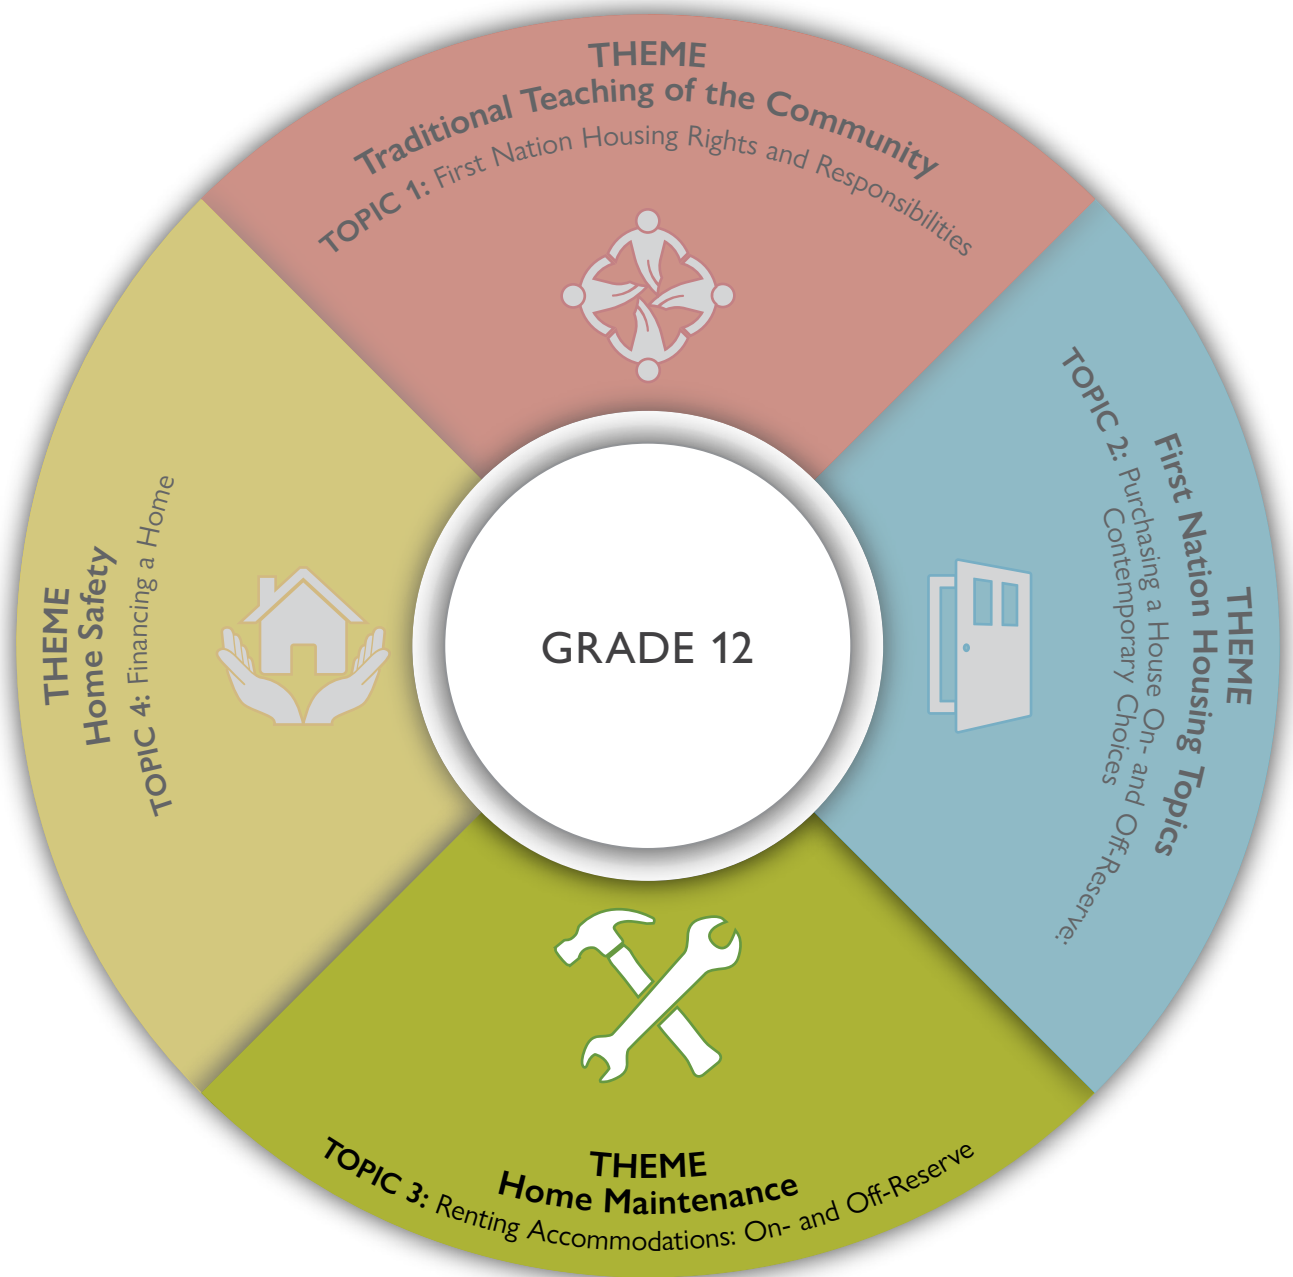 THEME
Traditional Teaching of the Community
TOPIC 1: First Nation Housing Rights and Responsibilities
THEME
First Nation Housing Topics
TOPIC 2: Purchasing a House On- and Off-Reserve:
Contemporary Choices
THEME
Home Maintenance
TOPIC 3: Renting Accommodations: On- and Off-Reserve
THEME
Home Safety
TOPIC 4: Financing a Home
GRADE 12